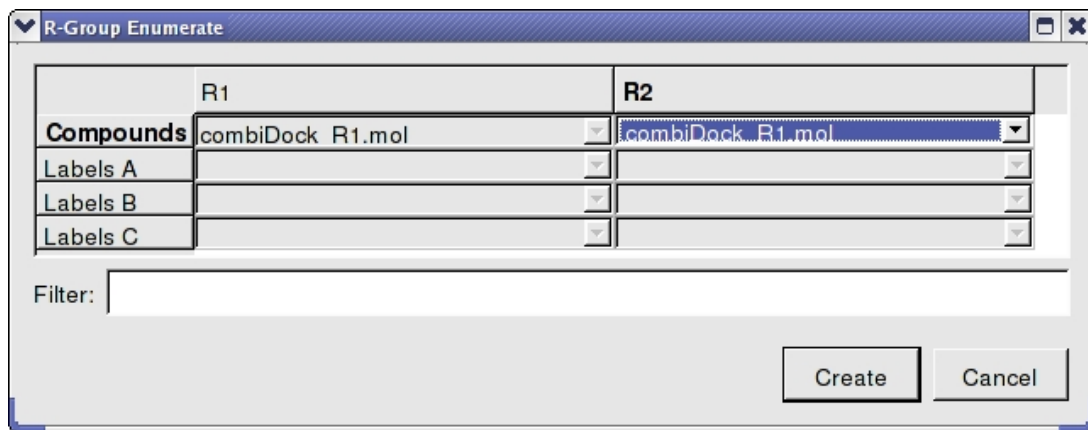 R-Group Enumerate
R1 R2
Compounds combiDock_R1.mol combiDock_R1.mol
Labels A
Labels B
Labels C
Filter:
Create Cancel